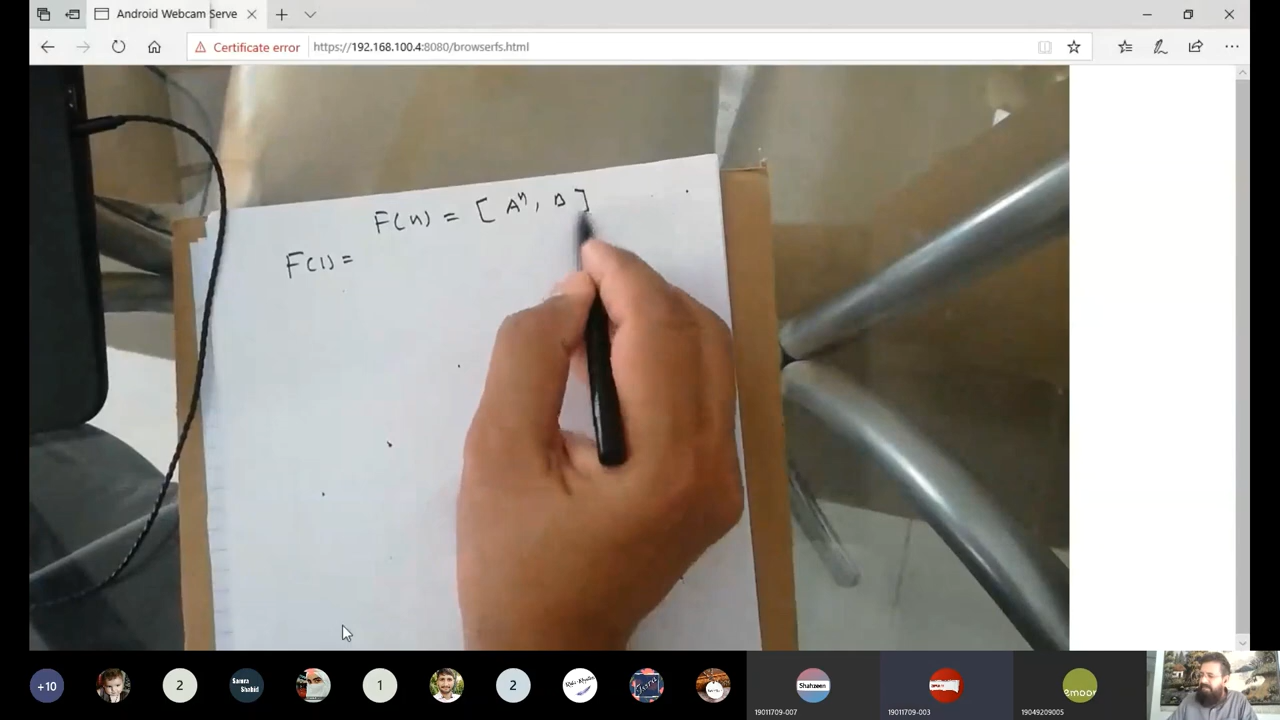 Android Webcam Serve
Certificate error
https://192.168.100.4:8080/browserfs.html
F(n) = [ Aⁿ, B ]
F(1) =
+10
2
Samra Shahid
1
2
Shahzeen
19011709-007
19011709-003
19049209005